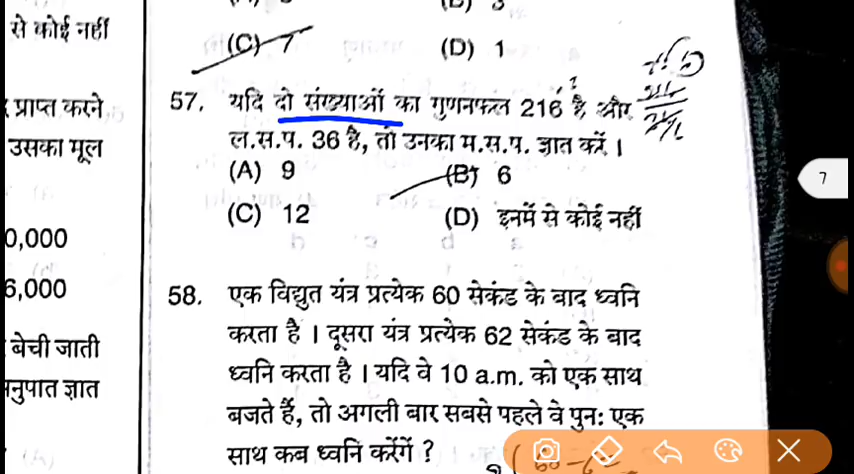 से कोई नहीं
प्राप्त करने
उसका मूल
0,000
6,000
बेची जाती
अनुपात ज्ञात
(B) 3
(C) 7
(D) 1
57. यदि दो संख्याओं का गुणनफल 216 है और
ल.स.प. 36 है, तो उनका म.स.प. ज्ञात करें ।
(A) 9
(B) 6
(C) 12
(D) इनमें से कोई नहीं
58. एक विद्युत यंत्र प्रत्येक 60 सेकंड के बाद ध्वनि
करता है । दूसरा यंत्र प्रत्येक 62 सेकंड के बाद
ध्वनि करता है । यदि वे 10 a.m. को एक साथ
बजते हैं, तो अगली बार सबसे पहले वे पुन: एक
साथ कब ध्वनि करेंगें ?
7